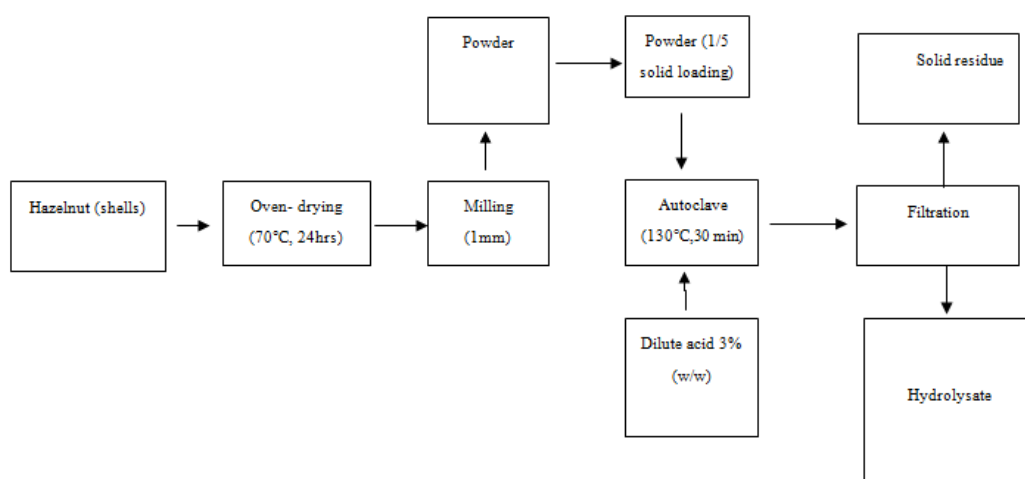 Hazelnut (shells)
Oven- drying
(70°C, 24hrs)
Milling
(1mm)
Powder
Powder (1/5
solid loading)
Autoclave
(130°C,30 min)
Dilute acid 3%
(w/w)
Filtration
Solid residue
Hydrolysate